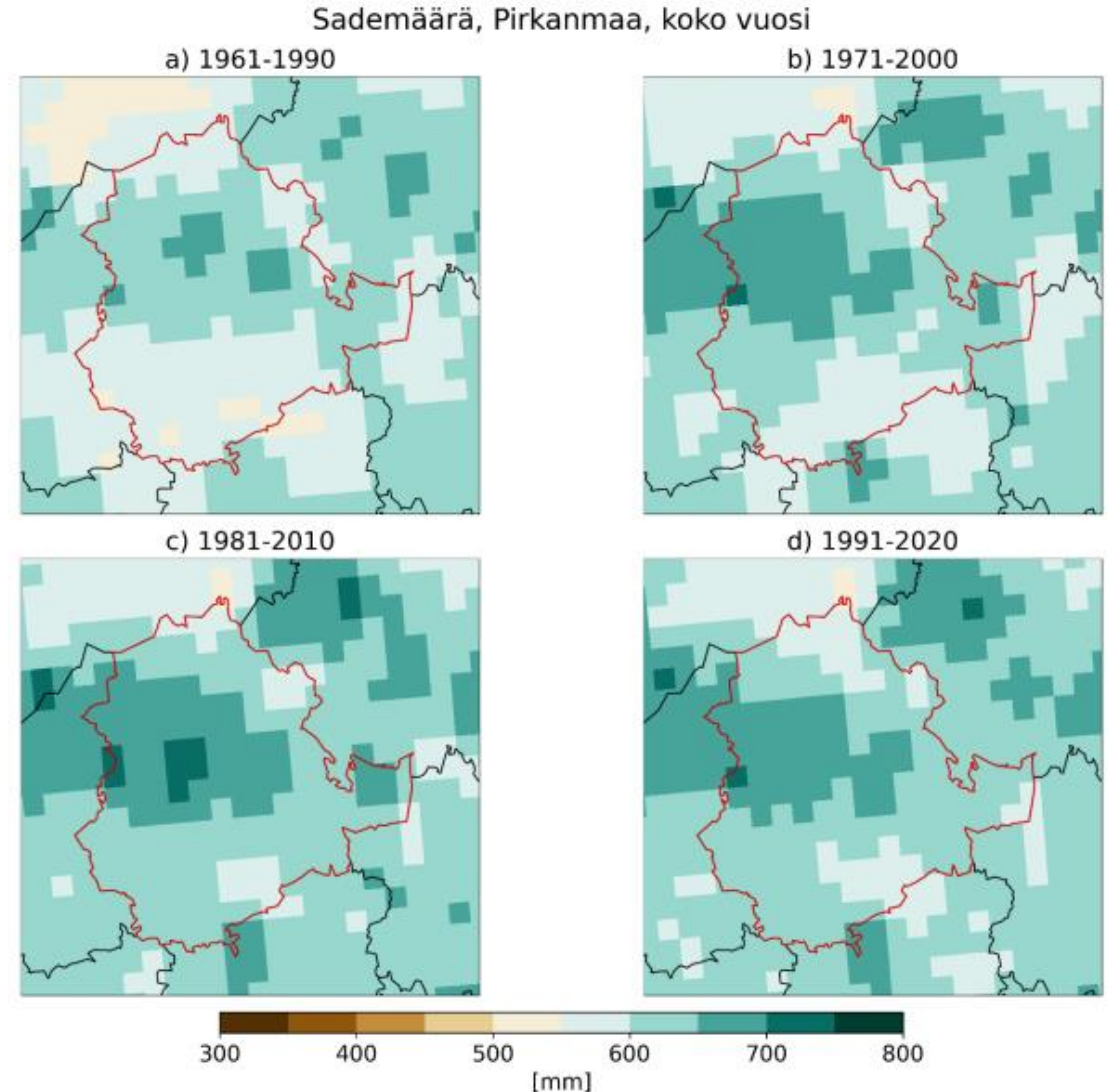 Sademäärä, Pirkanmaa, koko vuosi
a) 1961-1990
b) 1971-2000
c) 1981-2010
d) 1991-2020
300 400 500 600 700 800
[mm]